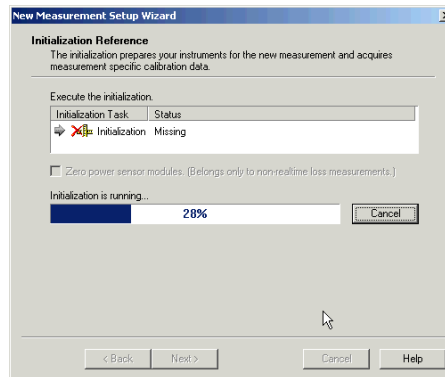 New Measurement Setup Wizard
Initialization Reference
The initialization prepares your instruments for the new measurement and acquires
measurement specific calibration data.
Execute the initialization.
Initialization Task Status
Initialization Missing
Zero power sensor modules. (Belongs only to non-realtime loss measurements.)
Initialization is running...
28%
Cancel
< Back Next > Cancel Help